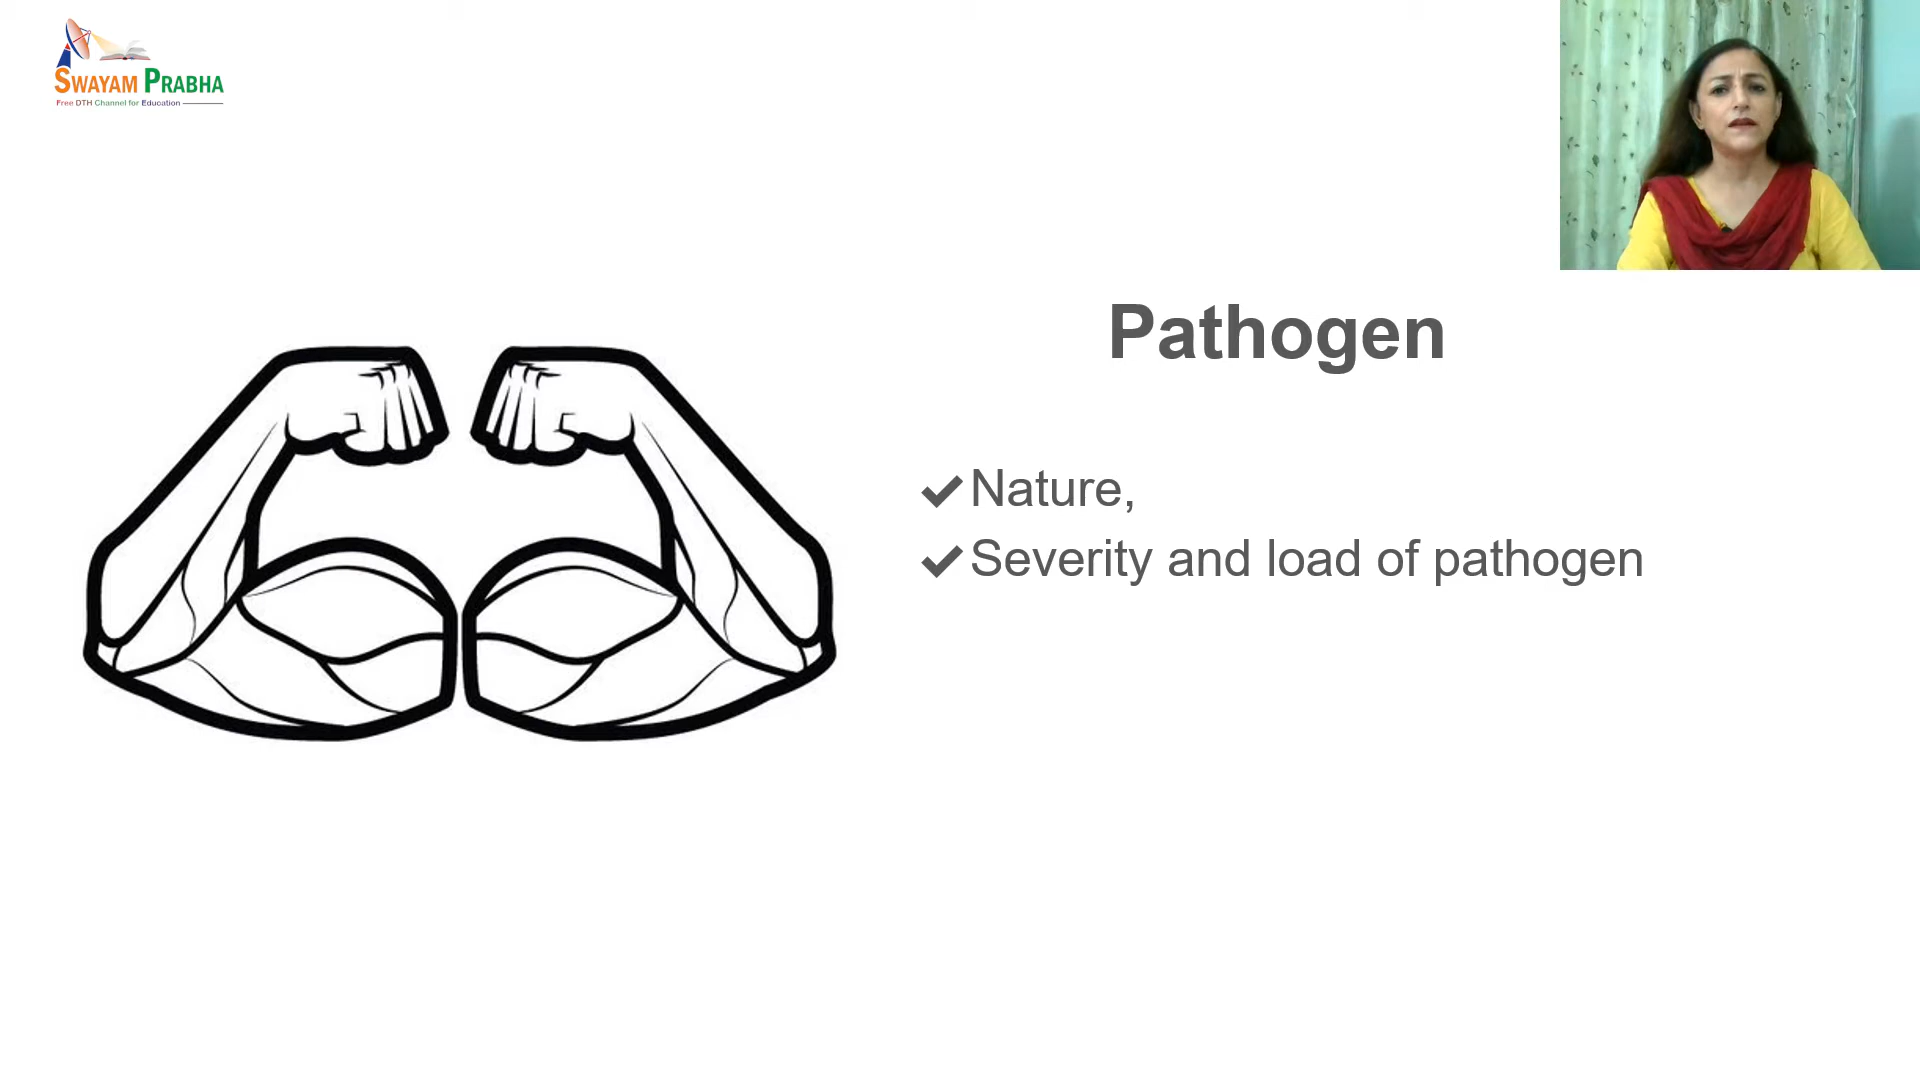 SWAYAM PRABHA
Free DTH Channel for Education
Pathogen
Nature,
Severity and load of pathogen